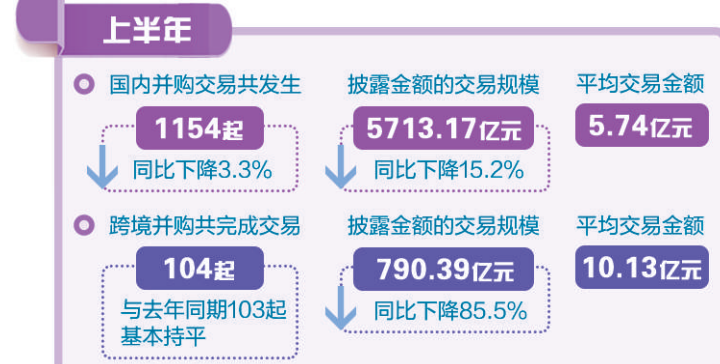 上半年
国内并购交易共发生
1154起
同比下降3.3%
披露金额的交易规模
5713.17亿元
同比下降15.2%
平均交易金额
5.74亿元
跨境并购共完成交易
104起
与去年同期103起
基本持平
披露金额的交易规模
790.39亿元
同比下降85.5%
平均交易金额
10.13亿元